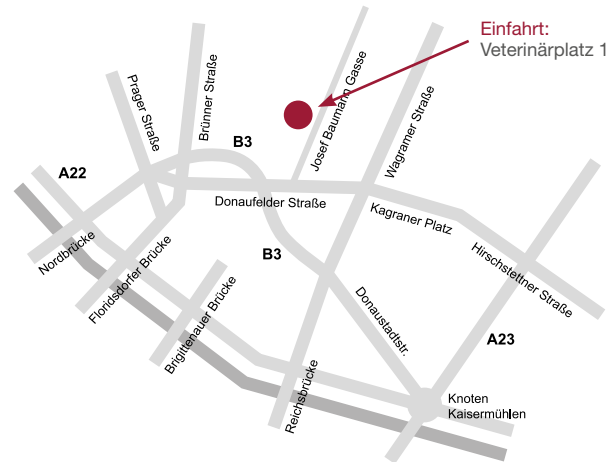 Einfahrt:
Veterinärplatz 1
Prager Straße
Brünner Straße
Josef Baumann Gasse
Wagramer Straße
B3
A22
Donaufelder Straße
Kagraner Platz
Nordbrücke
Floridsdorfer Brücke
B3
Hirschstettner Straße
Brigittenauer Brücke
Donaustadtstr.
A23
Reichsbrücke
Knoten
Kaisermühlen